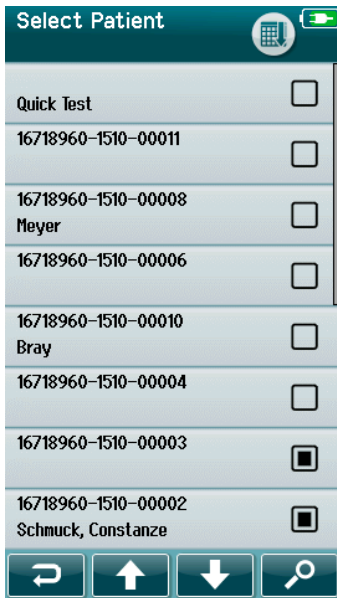 Select Patient
Quick Test
16718960-1510-00011
16718960-1510-00008
Meyer
16718960-1510-00006
16718960-1510-00010
Bray
16718960-1510-00004
16718960-1510-00003
16718960-1510-00002
Schmuck, Constanze